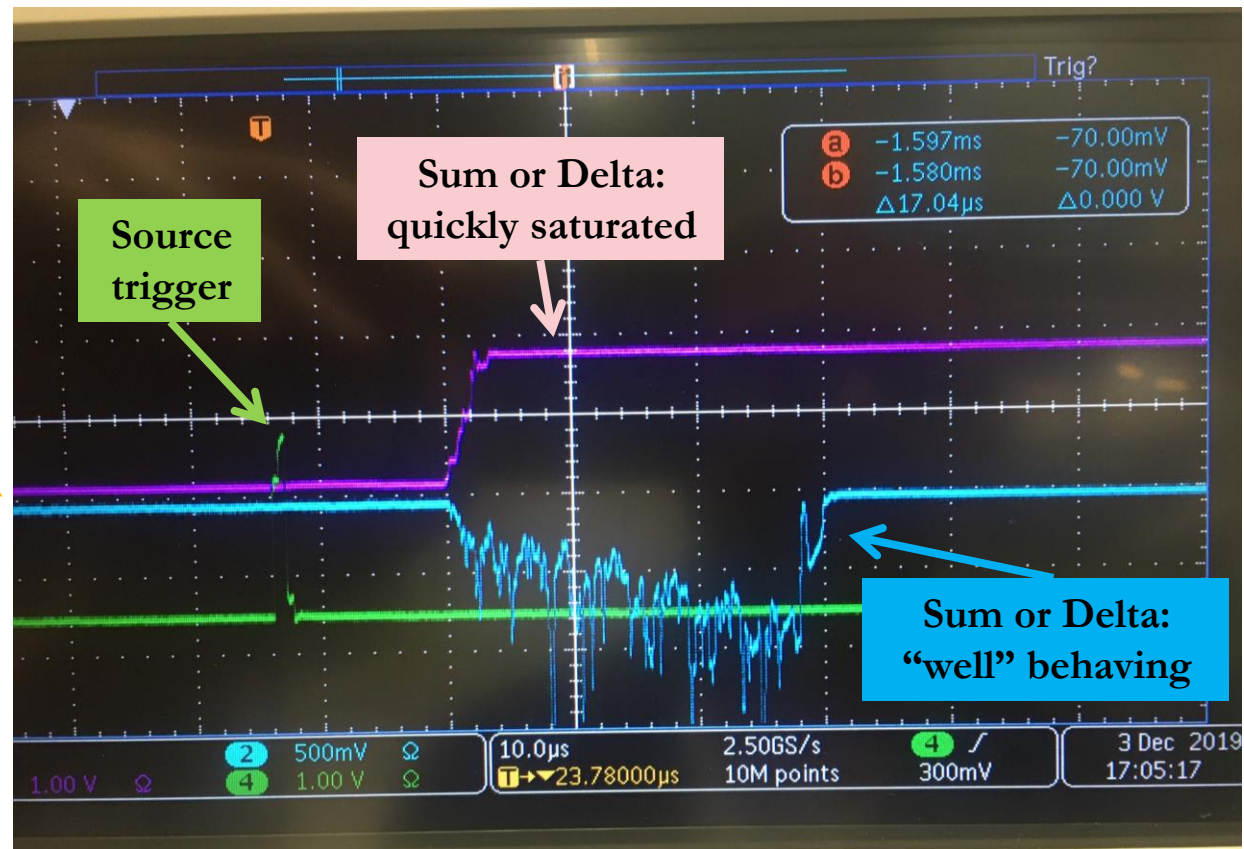 Trig?
T
a -1.597ms -70.00mV
b -1.580ms -70.00mV
Δ17.04μs Δ0.000 V
Sum or Delta:
quickly saturated
Source
trigger
Sum or Delta:
“well” behaving
1.00 V Ω
2 500mV Ω
4 1.00 V Ω
10.0μs 2.50GS/s
T→▼23.78000μs 10M points
4 300mV
3 Dec 2019
17:05:17